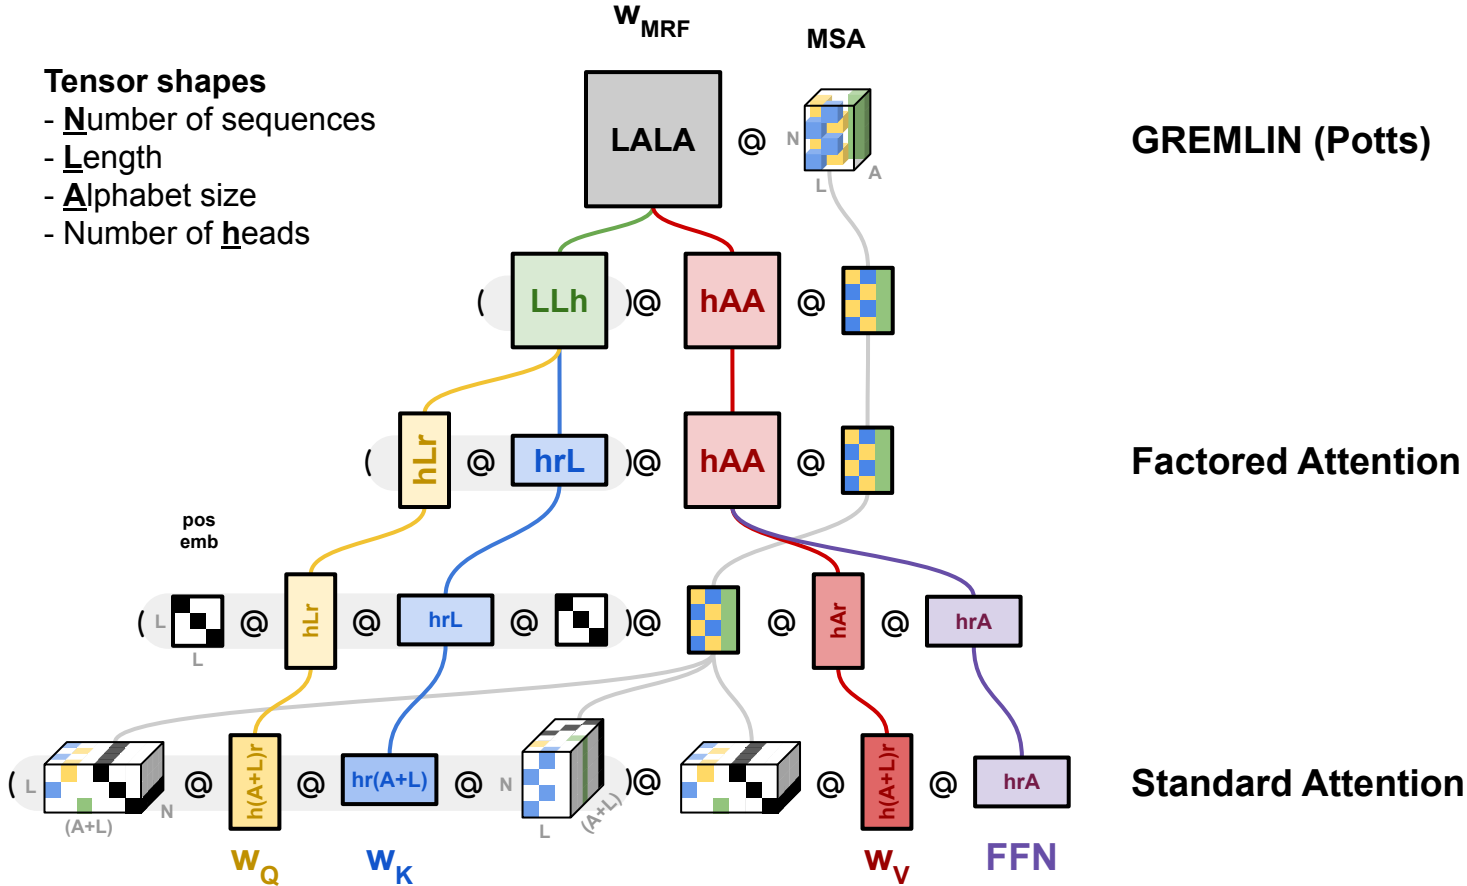 w_MRF
MSA
Tensor shapes
- Number of sequences
- Length
- Alphabet size
- Number of heads
LALA @ N L A
GREMLIN (Potts)
( LLh )@ hAA @
( hLr @ hrL )@ hAA @
Factored Attention
pos
emb
( L L @ hLr @ hrL @ )@ @ hAr @ hrA
( L (A+L) N @ h(A+L)r @ hr(A+L) @ N L (A+L) )@ @ h(A+L)r @ hrA
Standard Attention
w_Q w_K w_V FFN